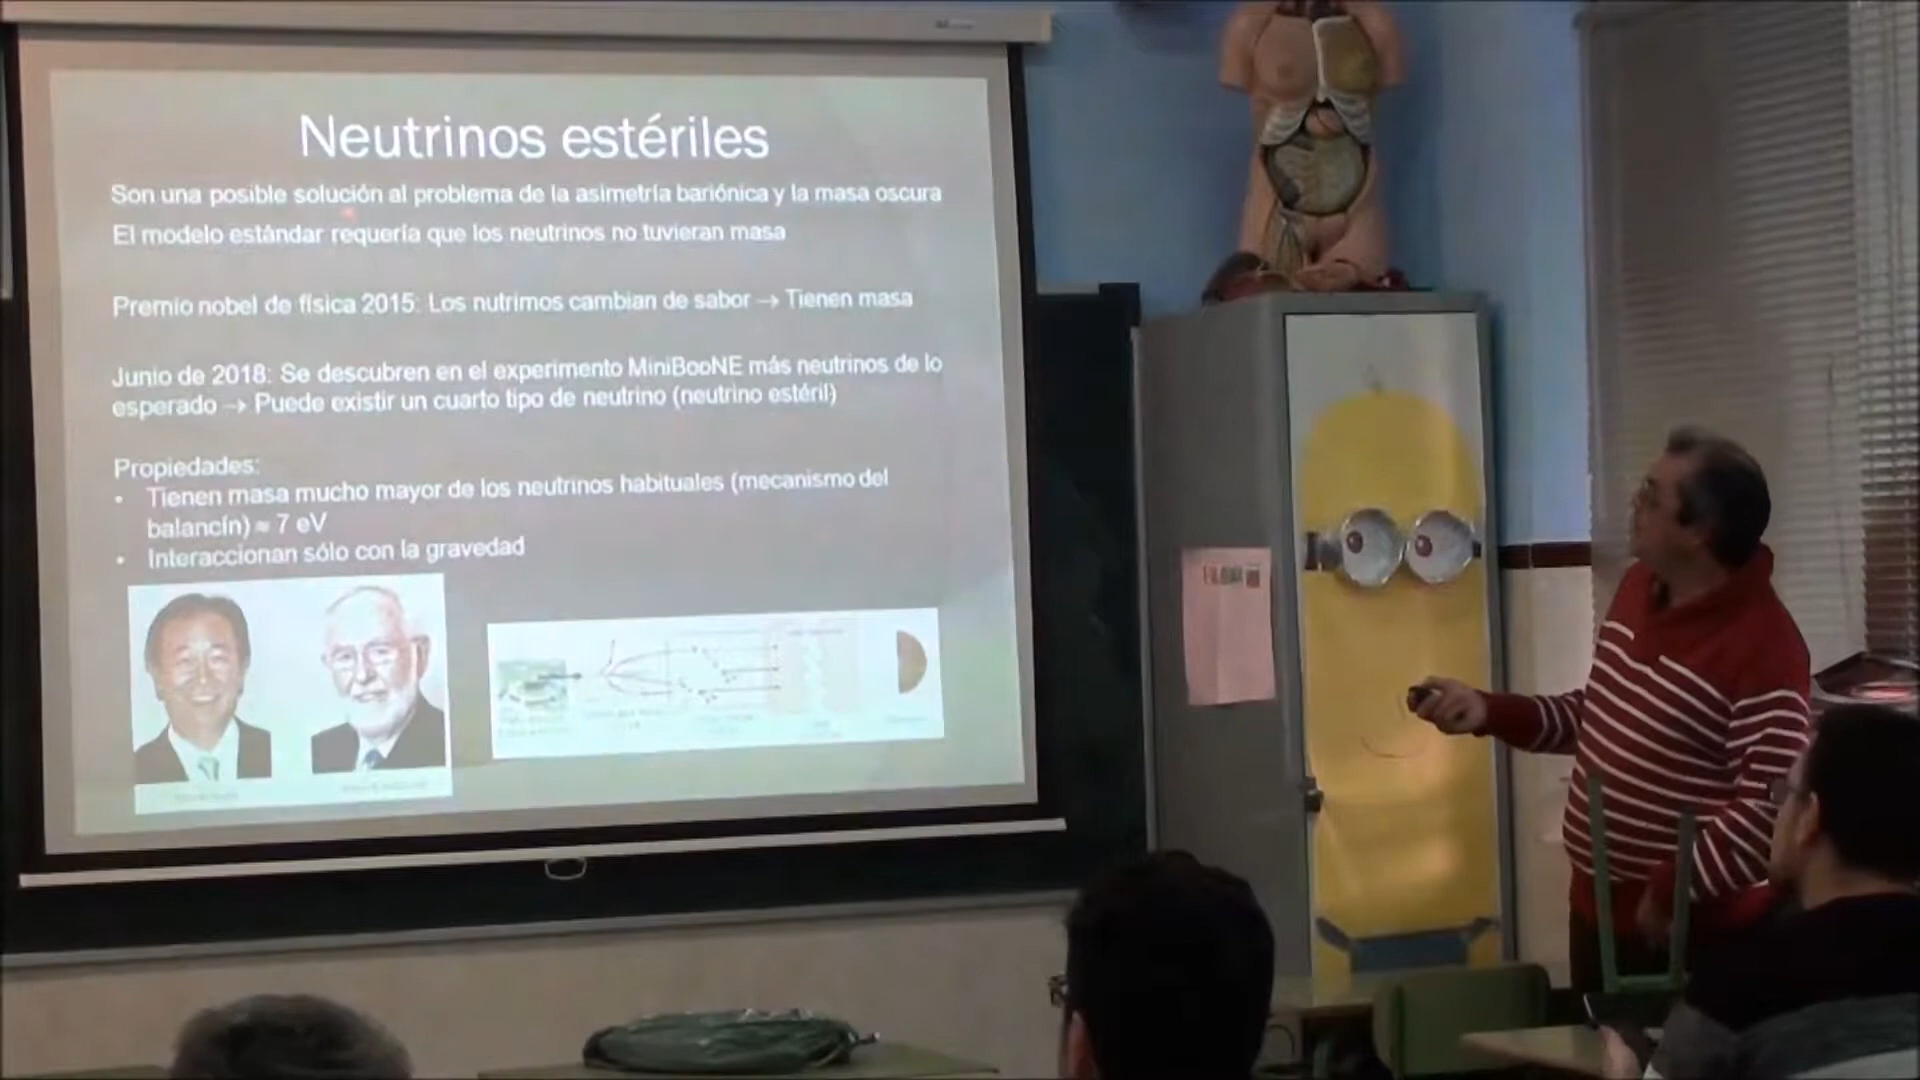 Neutrinos estériles
Son una posible solución al problema de la asimetría bariónica y la masa oscura
El modelo estándar requería que los neutrinos no tuvieran masa
Premio nobel de física 2015: Los nutrimos cambian de sabor → Tienen masa
Junio de 2018: Se descubren en el experimento MiniBooNE más neutrinos de lo
esperado → Puede existir un cuarto tipo de neutrino (neutrino estéril)
Propiedades:
• Tienen masa mucho mayor de los neutrinos habituales (mecanismo del
balancín) ≈ 7 eV
• Interaccionan sólo con la gravedad